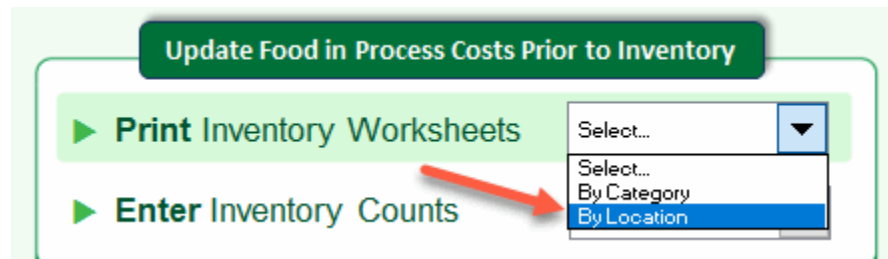 Update Food in Process Costs Prior to Inventory
Print Inventory Worksheets
Select...
Select...
By Category
By Location
Enter Inventory Counts